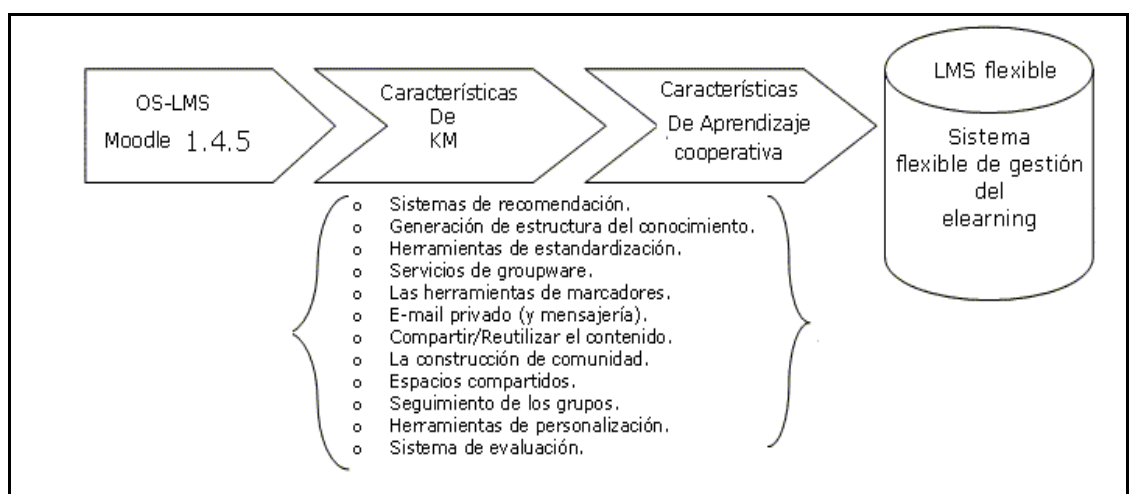 OS-LMS
Moodle 1.4.5
Características
De
KM
Características
De Aprendizaje
cooperativa
LMS flexible
Sistema
flexible de gestión
del
elearning
o Sistemas de recomendación.
o Generación de estructura del conocimiento.
o Herramientas de estandardización.
o Servicios de groupware.
o Las herramientas de marcadores.
o E-mail privado (y mensajería).
o Compartir/Reutilizar el contenido.
o La construcción de comunidad.
o Espacios compartidos.
o Seguimiento de los grupos.
o Herramientas de personalización.
o Sistema de evaluación.